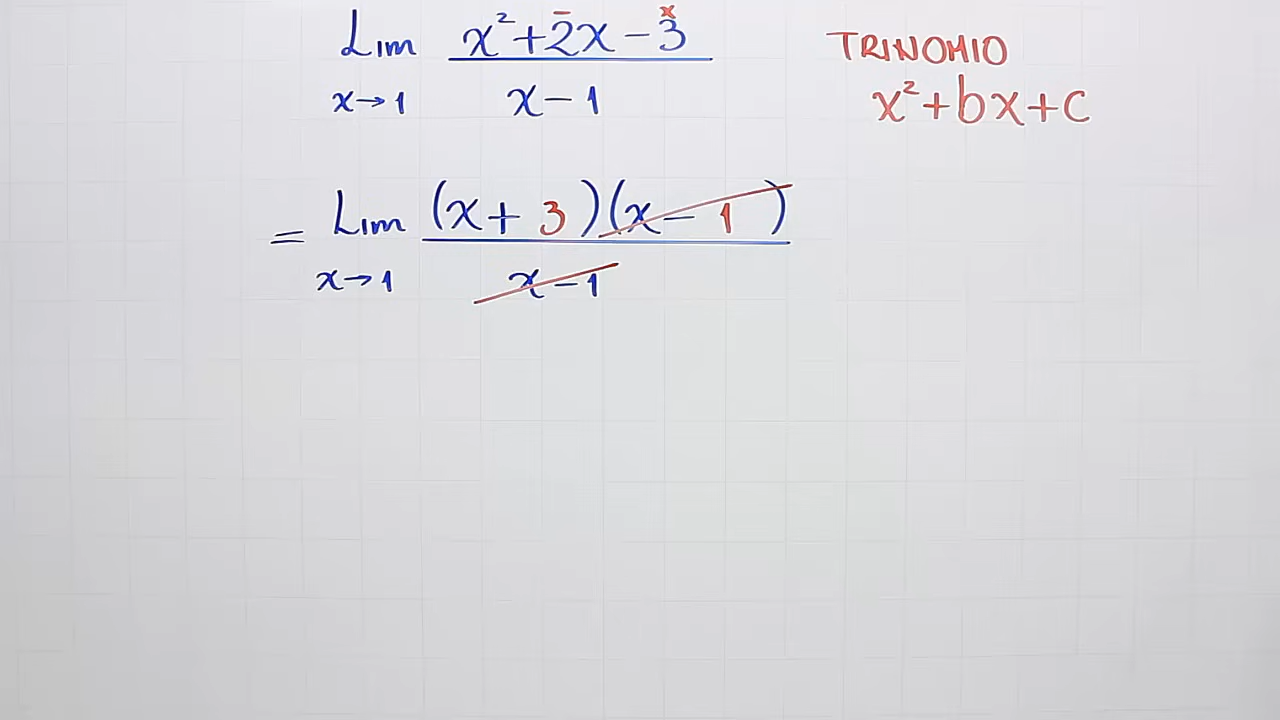 Lim x² + 2x − 3
x→1 x − 1
TRINOMIO
x² + bx + c
= Lim (x + 3)(x − 1)
x→1 x − 1